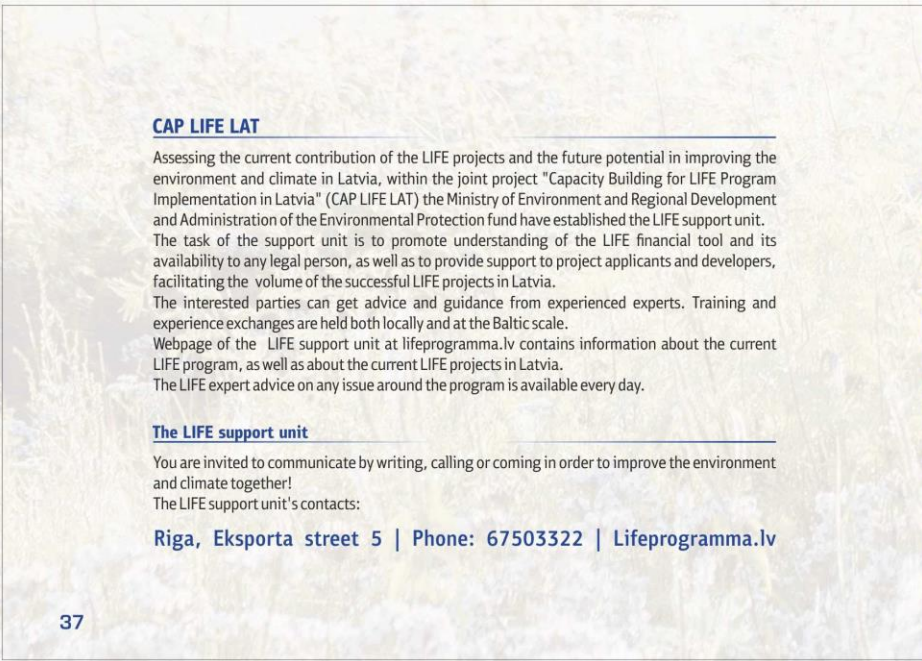 CAP LIFE LAT
Assessing the current contribution of the LIFE projects and the future potential in improving the
environment and climate in Latvia, within the joint project "Capacity Building for LIFE Program
Implementation in Latvia" (CAP LIFE LAT) the Ministry of Environment and Regional Development
and Administration of the Environmental Protection fund have established the LIFE support unit.
The task of the support unit is to promote understanding of the LIFE financial tool and its
availability to any legal person, as well as to provide support to project applicants and developers,
facilitating the volume of the successful LIFE projects in Latvia.
The interested parties can get advice and guidance from experienced experts. Training and
experience exchanges are held both locally and at the Baltic scale.
Webpage of the LIFE support unit at lifeprogramma.lv contains information about the current
LIFE program, as well as about the current LIFE projects in Latvia.
The LIFE expert advice on any issue around the program is available every day.
The LIFE support unit
You are invited to communicate by writing, calling or coming in order to improve the environment
and climate together!
The LIFE support unit's contacts:
Riga, Eksporta street 5 | Phone: 67503322 | Lifeprogramma.lv
37